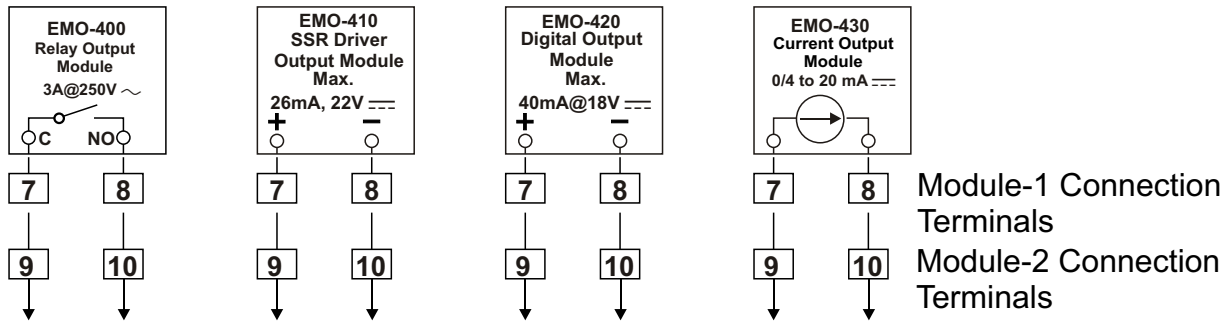 EMO-400
Relay Output
Module
3A@250V
C
NO
EMO-410
SSR Driver
Output Module
Max.
26mA, 22V
+
−
EMO-420
Digital Output
Module
Max.
40mA@18V
+
−
EMO-430
Current Output
Module
0/4 to 20 mA
7 8 7 8 7 8 7 8
Module-1 Connection
Terminals
9 10 9 10 9 10 9 10
Module-2 Connection
Terminals